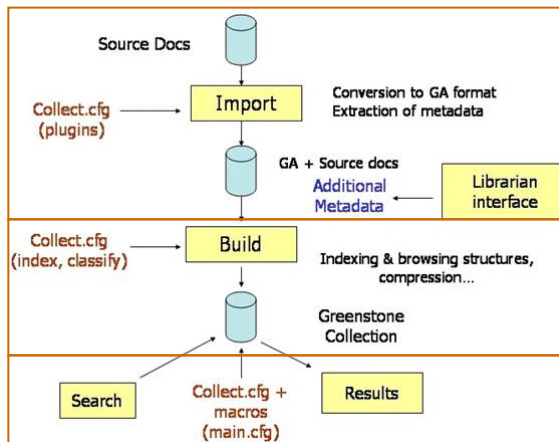 Source Docs
Collect.cfg
(plugins)
Import
Conversion to GA format
Extraction of metadata
GA + Source docs
Additional
Metadata
Librarian
interface
Collect.cfg
(index, classify)
Build
Indexing & browsing structures,
compression...
Greenstone
Collection
Search
Collect.cfg +
macros
(main.cfg)
Results